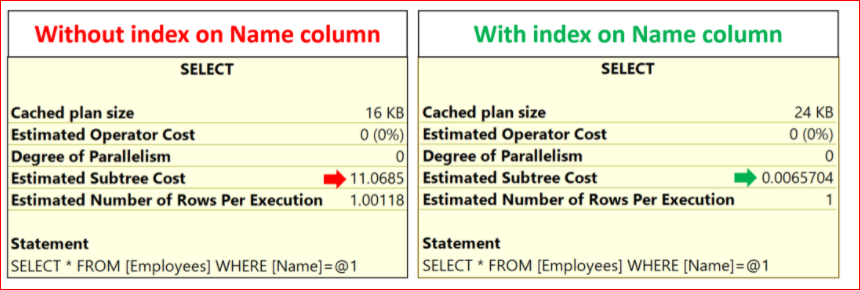 Without index on Name column
SELECT
Cached plan size 16 KB
Estimated Operator Cost 0 (0%)
Degree of Parallelism 0
Estimated Subtree Cost 11.0685
Estimated Number of Rows Per Execution 1.00118
Statement
SELECT * FROM [Employees] WHERE [Name]=@1
With index on Name column
SELECT
Cached plan size 24 KB
Estimated Operator Cost 0 (0%)
Degree of Parallelism 0
Estimated Subtree Cost 0.0065704
Estimated Number of Rows Per Execution 1
Statement
SELECT * FROM [Employees] WHERE [Name]=@1